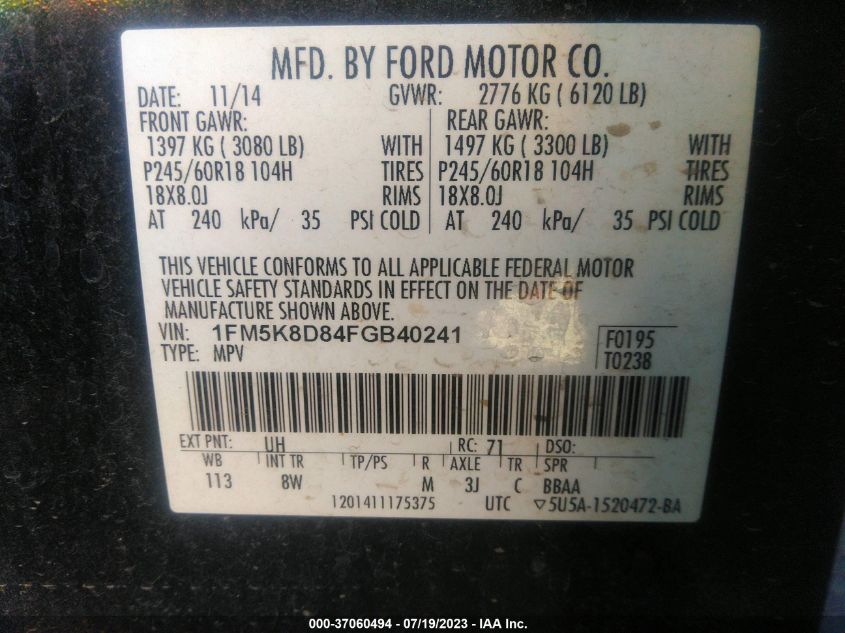 MFD. BY FORD MOTOR CO.
DATE: 11/14 GVWR: 2776 KG ( 6120 LB)
FRONT GAWR: REAR GAWR:
1397 KG ( 3080 LB) WITH 1497 KG ( 3300 LB) WITH
P245/60R18 104H TIRES P245/60R18 104H TIRES
18X8.0J RIMS 18X8.0J RIMS
AT 240 kPa/ 35 PSI COLD AT 240 kPa/ 35 PSI COLD
THIS VEHICLE CONFORMS TO ALL APPLICABLE FEDERAL MOTOR
VEHICLE SAFETY STANDARDS IN EFFECT ON THE DATE OF
MANUFACTURE SHOWN ABOVE.
VIN: 1FM5K8D84FGB40241 F0195
TYPE: MPV T0238
EXT PNT: UH RC: 71 DSO:
WB INT TR TP/PS R AXLE TR SPR
113 8W M 3J C BBAA
1201411175375 UTC ▽5U5A-1520472-BA
000-37060494 - 07/19/2023 - IAA Inc.